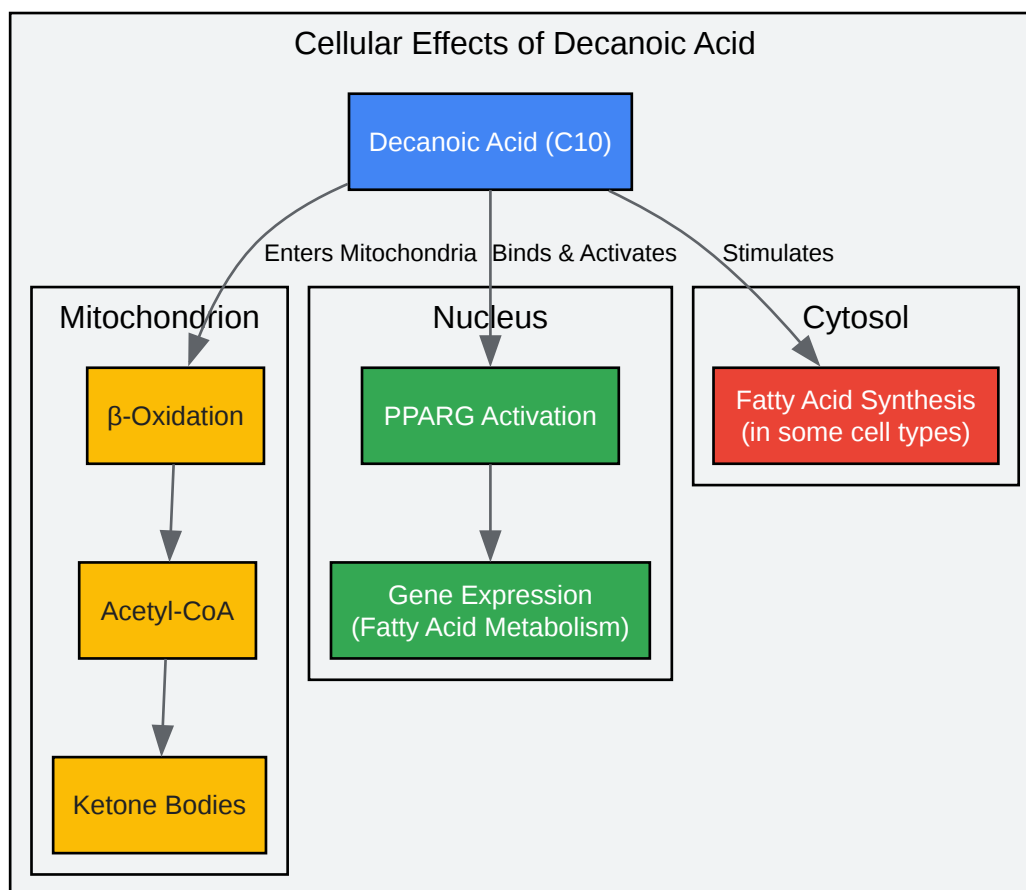 Cellular Effects of Decanoic Acid
Decanoic Acid (C10)
Enters Mitochondria
Binds & Activates
Stimulates
Mitochondrion
β-Oxidation
Acetyl-CoA
Ketone Bodies
Nucleus
PPARG Activation
Gene Expression
(Fatty Acid Metabolism)
Cytosol
Fatty Acid Synthesis
(in some cell types)